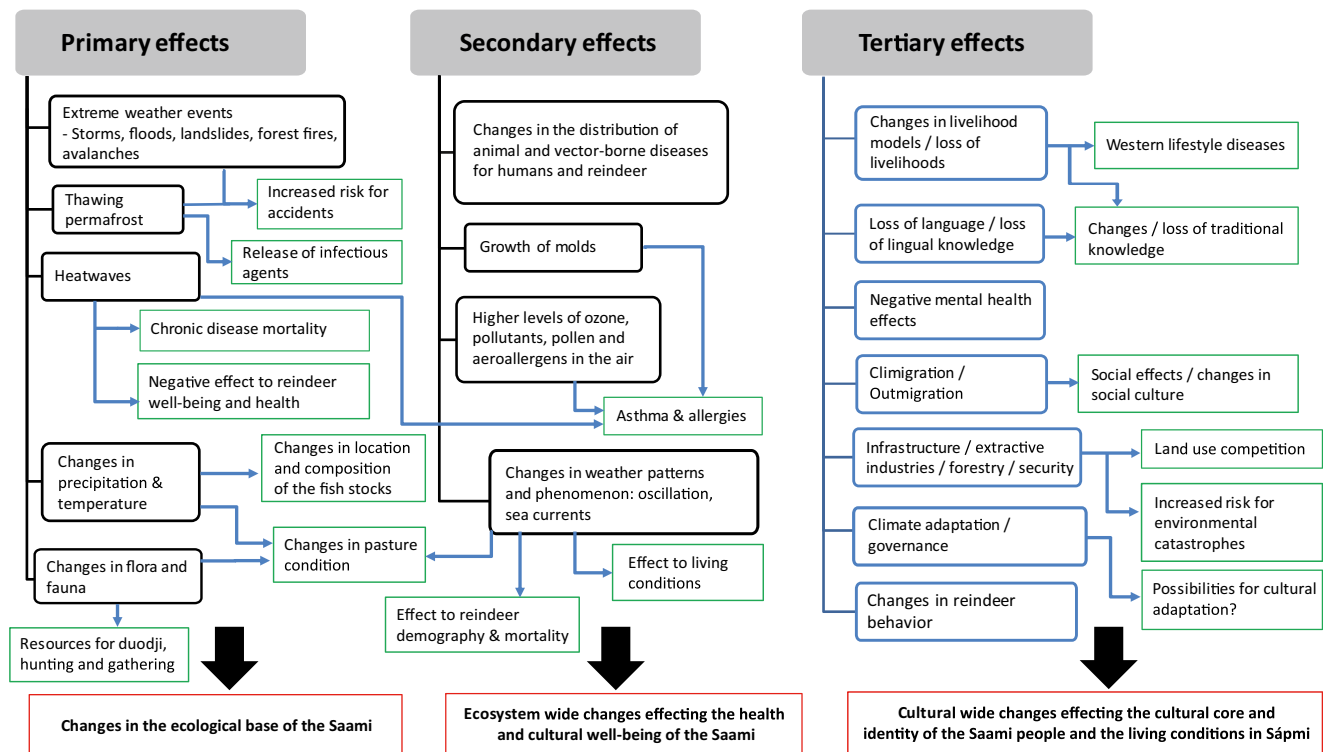 Primary effects
Extreme weather events
- Storms, floods, landslides, forest fires,
avalanches
Thawing
permafrost
Increased risk for
accidents
Release of infectious
agents
Heatwaves
Chronic disease mortality
Negative effect to reindeer
well-being and health
Changes in
precipitation &
temperature
Changes in location
and composition
of the fish stocks
Changes in pasture
condition
Changes in flora and
fauna
Resources for duodji,
hunting and gathering
Changes in the ecological base of the Saami
Secondary effects
Changes in the distribution of
animal and vector-borne diseases
for humans and reindeer
Growth of molds
Higher levels of ozone,
pollutants, pollen and
aeroallergens in the air
Asthma & allergies
Changes in weather patterns
and phenomenon: oscillation,
sea currents
Effect to living
conditions
Effect to reindeer
demography & mortality
Ecosystem wide changes effecting the health
and cultural well-being of the Saami
Tertiary effects
Changes in livelihood
models / loss of
livelihoods
Western lifestyle diseases
Loss of language / loss
of lingual knowledge
Changes / loss of traditional
knowledge
Negative mental health
effects
Climigration /
Outmigration
Social effects / changes in
social culture
Infrastructure / extractive
industries / forestry / security
Land use competition
Increased risk for
environmental
catastrophes
Climate adaptation /
governance
Possibilities for cultural
adaptation?
Changes in reindeer
behavior
Cultural wide changes effecting the cultural core and
identity of the Saami people and the living conditions in Sápmi